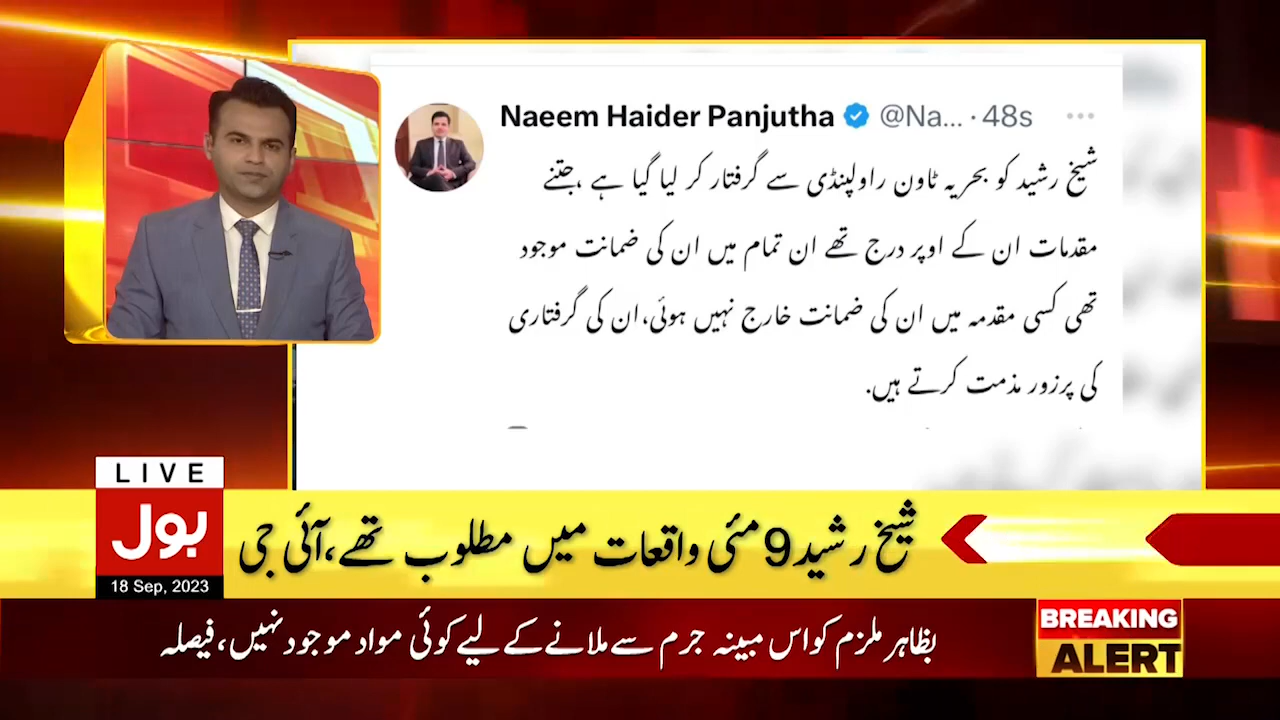 Naeem Haider Panjutha @Na... · 48s
شیخ رشید کو بحریہ ٹاون راولپنڈی سے گرفتار کر لیا گیا ہے ،جتنے
مقدمات ان کے اوپر درج تھے ان تمام میں ان کی ضمانت موجود
تھی کسی مقدمہ میں ان کی ضمانت خارج نہیں ہوئی،ان کی گرفتاری
کی پرزور مذمت کرتے ہیں.
LIVE
بول
18 Sep, 2023
شیخ رشید 9 مئی واقعات میں مطلوب تھے، آئی جی
بظاہر ملزم کو اس مبینہ جرم سے ملانے کے لیے کوئی مواد موجود نہیں، فیصلہ
BREAKING
ALERT